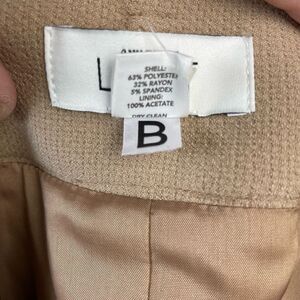 SHELL:
63% POLYESTER
32% RAYON
5% SPANDEX
LINING:
100% ACETATE
DRY CLEAN
B